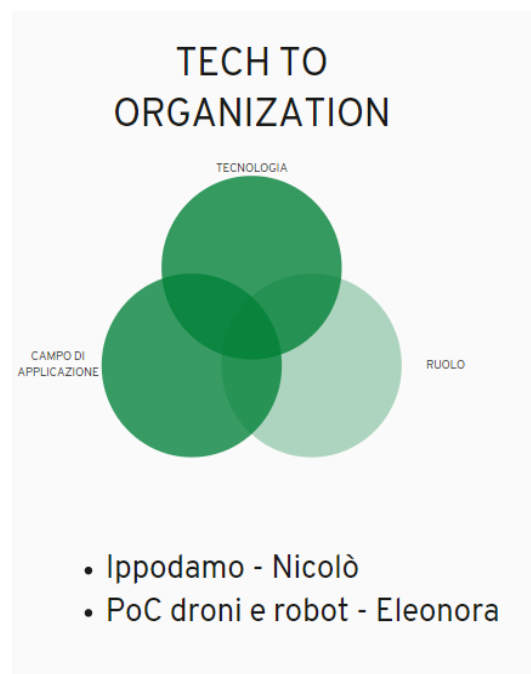 TECH TO
ORGANIZATION
TECNOLOGIA
CAMPO DI
APPLICAZIONE
RUOLO
• Ippodamo - Nicolò
• PoC droni e robot - Eleonora